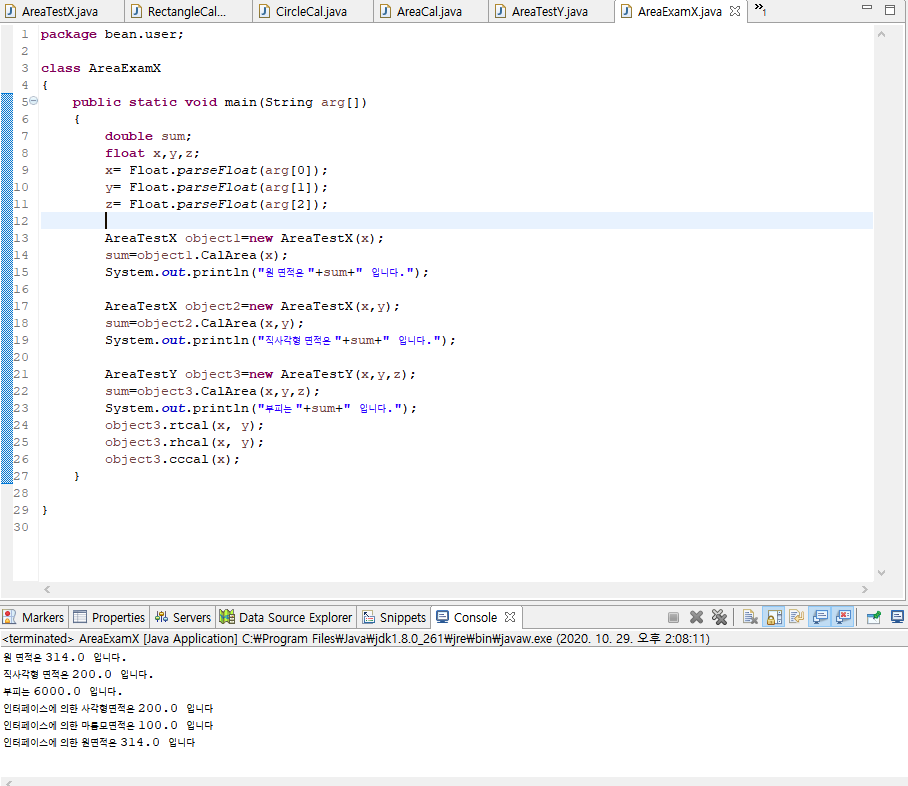 AreaTestX.java RectangleCal... CircleCal.java AreaCal.java AreaTestY.java AreaExamX.java »1
1 package bean.user;
2
3 class AreaExamX
4 {
5 public static void main(String arg[])
6 {
7 double sum;
8 float x,y,z;
9 x= Float.parseFloat(arg[0]);
10 y= Float.parseFloat(arg[1]);
11 z= Float.parseFloat(arg[2]);
12
13 AreaTestX object1=new AreaTestX(x);
14 sum=object1.CalArea(x);
15 System.out.println("원 면적은 "+sum+" 입니다.");
16
17 AreaTestX object2=new AreaTestX(x,y);
18 sum=object2.CalArea(x,y);
19 System.out.println("직사각형 면적은 "+sum+" 입니다.");
20
21 AreaTestY object3=new AreaTestY(x,y,z);
22 sum=object3.CalArea(x,y,z);
23 System.out.println("부피는 "+sum+" 입니다.");
24 object3.rtcal(x, y);
25 object3.rhcal(x, y);
26 object3.cccal(x);
27 }
28
29 }
30
Markers Properties Servers Data Source Explorer Snippets Console
<terminated> AreaExamX [Java Application] C:₩Program Files₩Java₩jdk1.8.0_261₩jre₩bin₩javaw.exe (2020. 10. 29. 오후 2:08:11)
원 면적은 314.0 입니다.
직사각형 면적은 200.0 입니다.
부피는 6000.0 입니다.
인터페이스에 의한 사각형면적은 200.0 입니다
인터페이스에 의한 마름모면적은 100.0 입니다
인터페이스에 의한 원면적은 314.0 입니다